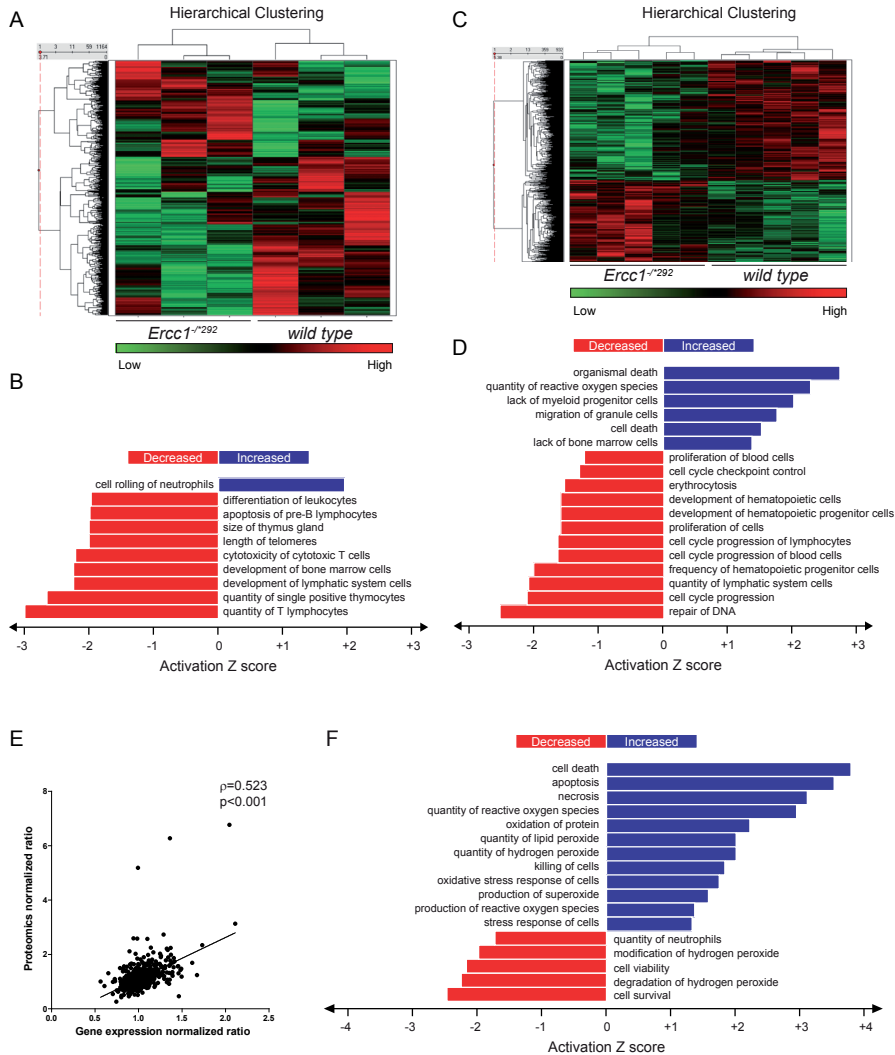 A
Hierarchical Clustering
1 3 11 59 1164
0
Ercc1-/*292
wild type
Low
High
B
Decreased
Increased
cell rolling of neutrophils
differentiation of leukocytes
apoptosis of pre-B lymphocytes
size of thymus gland
length of telomeres
cytotoxicity of cytotoxic T cells
development of bone marrow cells
development of lymphatic system cells
quantity of single positive thymocytes
quantity of T lymphocytes
-3 -2 -1 0 +1 +2 +3
Activation Z score
C
Hierarchical Clustering
0
Ercc1-/*292
wild type
Low
High
D
Decreased
Increased
organismal death
quantity of reactive oxygen species
lack of myeloid progenitor cells
migration of granule cells
cell death
lack of bone marrow cells
proliferation of blood cells
cell cycle checkpoint control
erythrocytosis
development of hematopoietic cells
development of hematopoietic progenitor cells
proliferation of cells
cell cycle progression of lymphocytes
cell cycle progression of blood cells
frequency of hematopoietic progenitor cells
quantity of lymphatic system cells
cell cycle progression
repair of DNA
-3 -2 -1 0 +1 +2 +3
Activation Z score
E
ρ=0.523
p<0.001
Proteomics normalized ratio
8
6
4
2
0
0.0 0.5 1.0 1.5 2.0 2.5
Gene expression normalized ratio
F
Decreased
Increased
cell death
apoptosis
necrosis
quantity of reactive oxygen species
oxidation of protein
quantity of lipid peroxide
quantity of hydrogen peroxide
killing of cells
oxidative stress response of cells
production of superoxide
production of reactive oxygen species
stress response of cells
quantity of neutrophils
modification of hydrogen peroxide
cell viability
degradation of hydrogen peroxide
cell survival
-4 -3 -2 -1 0 +1 +2 +3 +4
Activation Z score